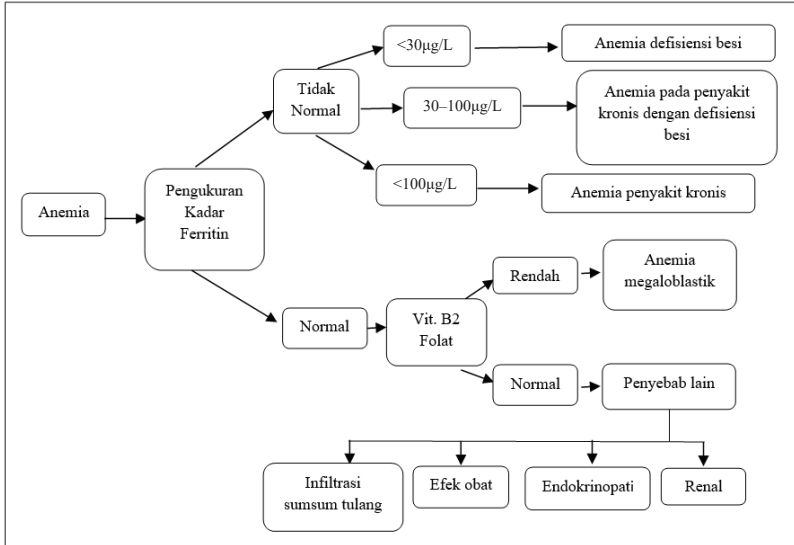 <30µg/L
Anemia defisiensi besi
Tidak
Normal
30–100µg/L
Anemia pada penyakit
kronis dengan defisiensi
besi
<100µg/L
Anemia penyakit kronis
Anemia
Pengukuran
Kadar
Ferritin
Normal
Vit. B2
Folat
Rendah
Anemia
megaloblastik
Normal
Penyebab lain
Infiltrasi
sumsum tulang
Efek obat
Endokrinopati
Renal